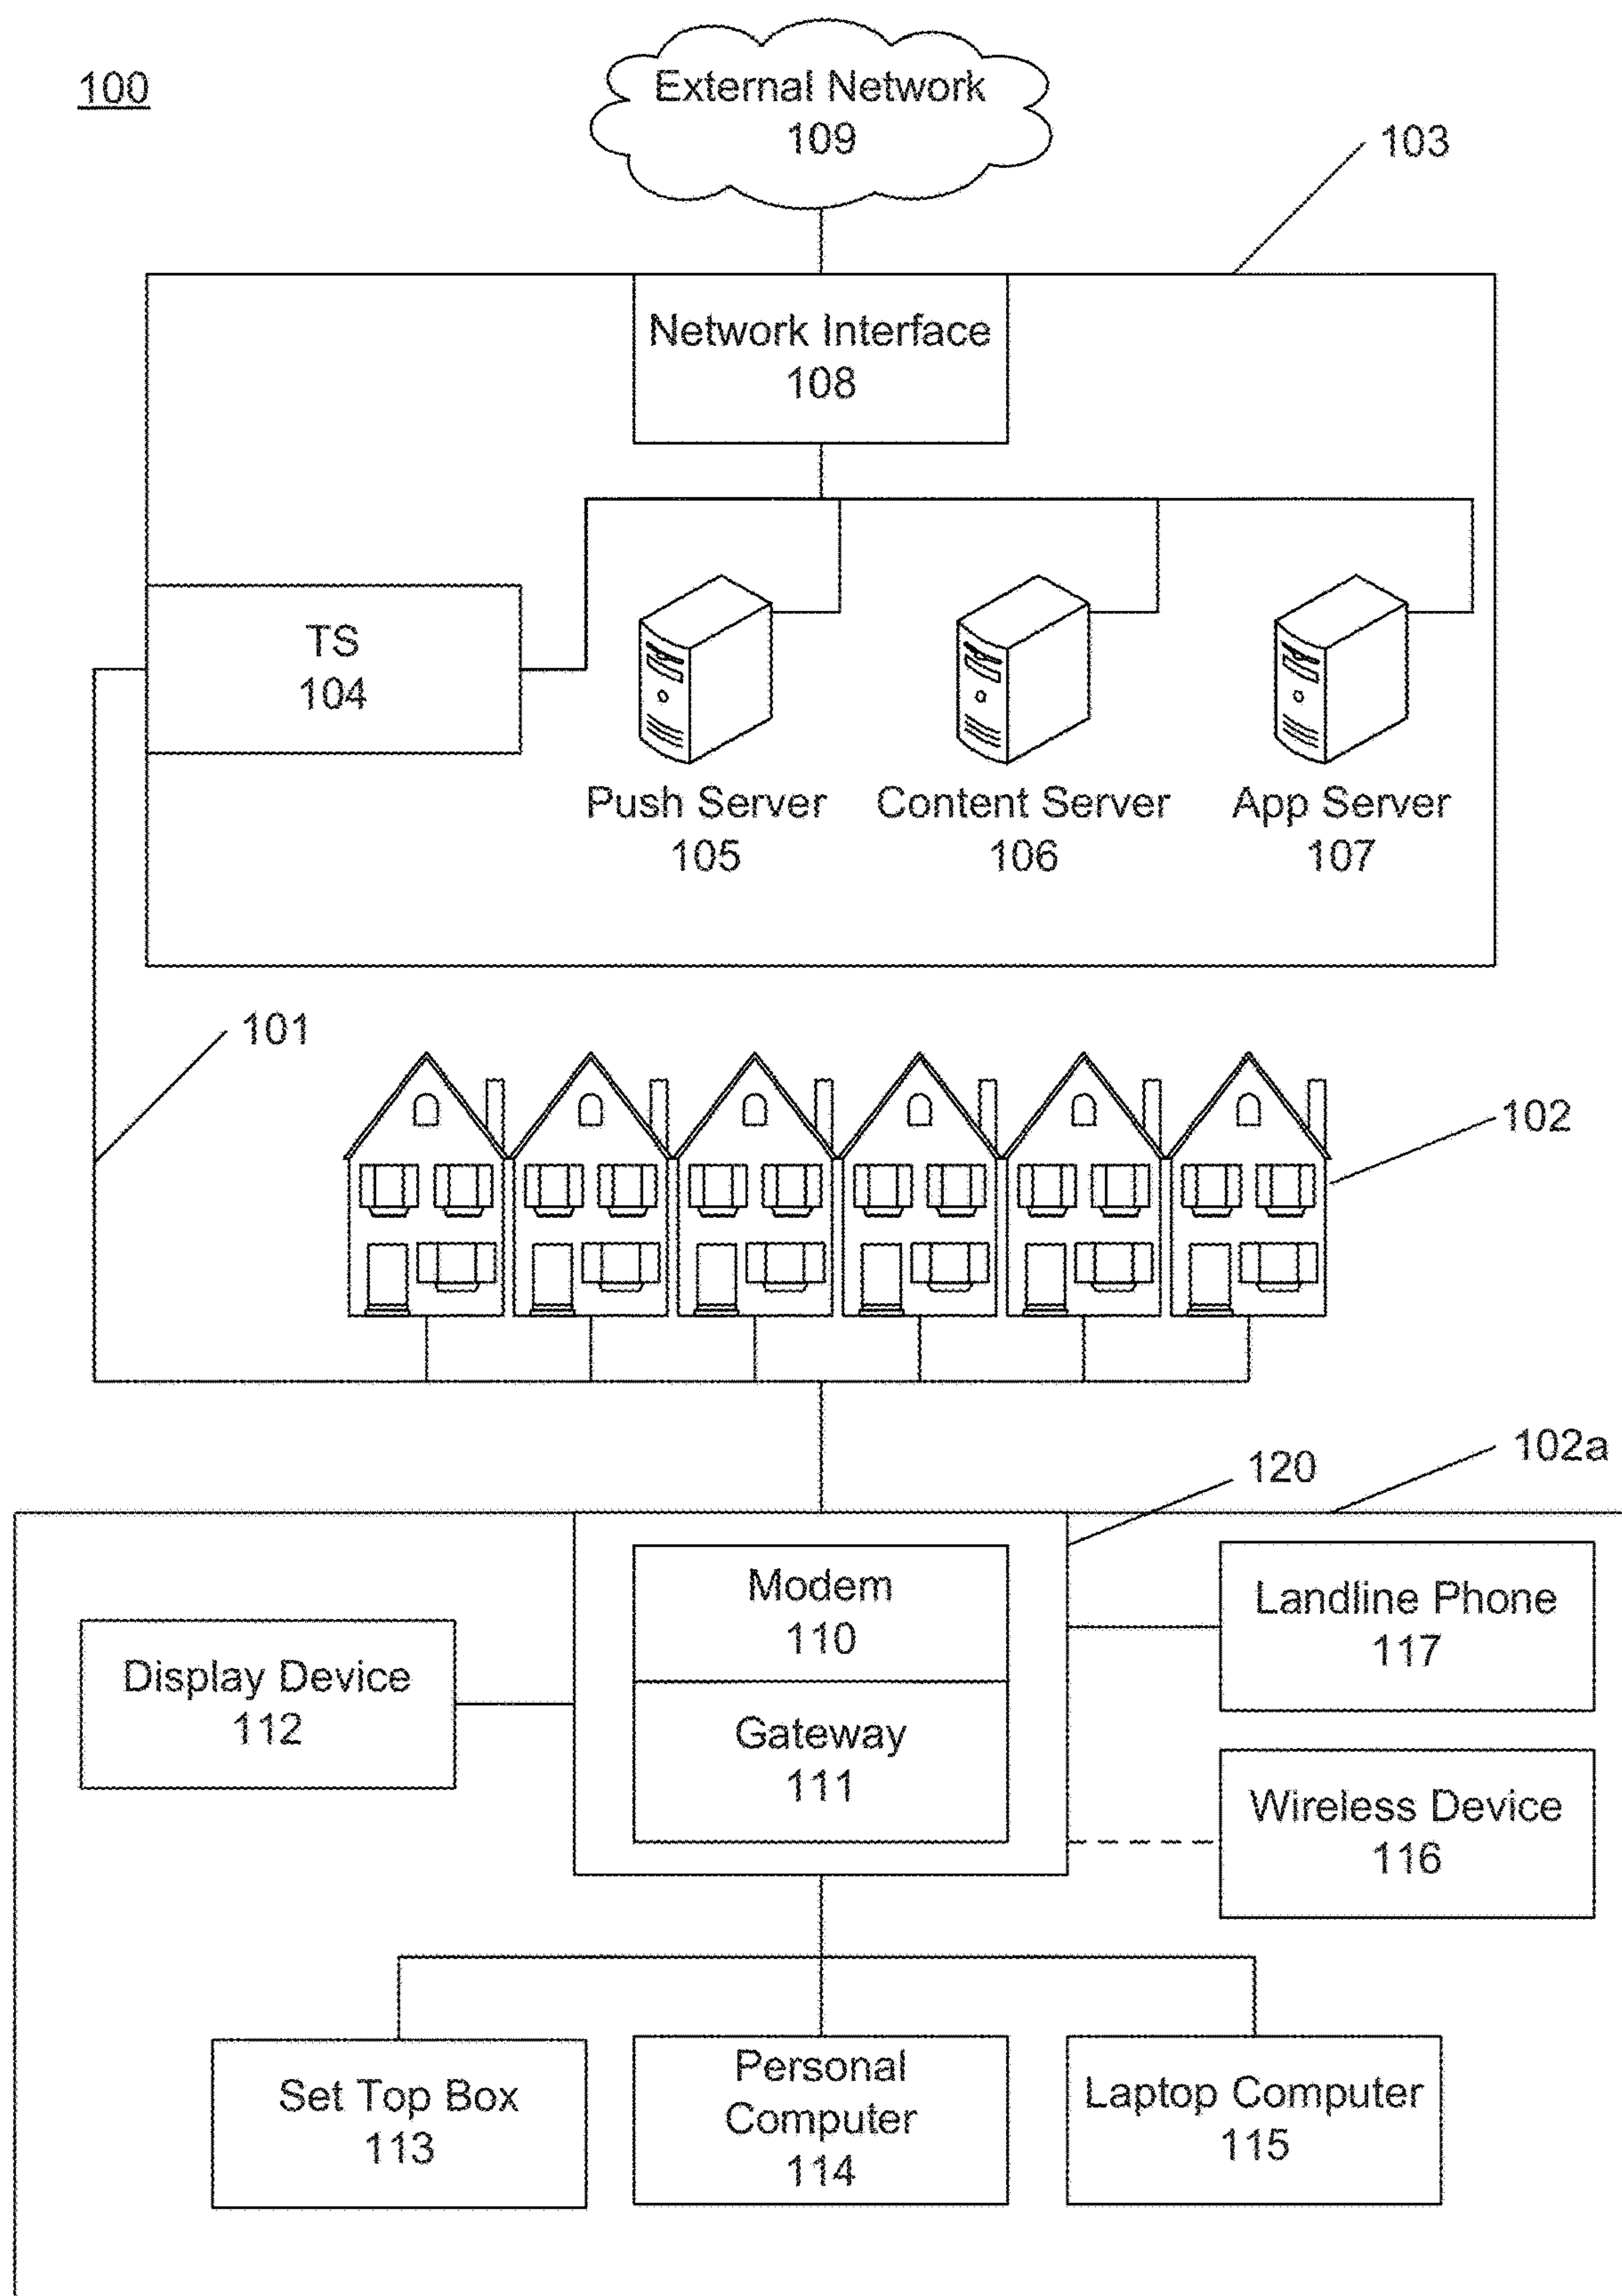 100
External Network
109
103
Network Interface
108
TS
104
Push Server
105
Content Server
106
App Server
107
101
102
102a
120
Modem
110
Gateway
111
Display Device
112
Landline Phone
117
Wireless Device
116
Set Top Box
113
Personal
Computer
114
Laptop Computer
115